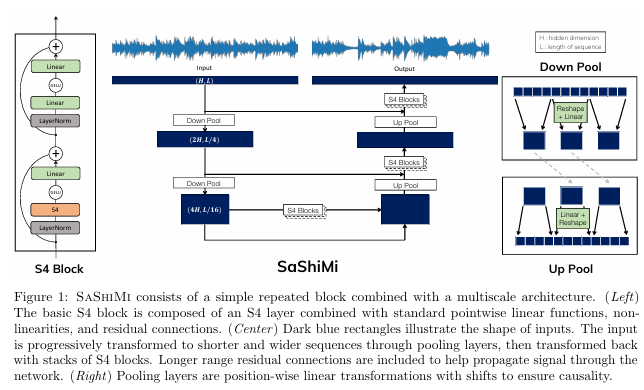 H : hidden dimension
L : length of sequence
Down Pool
Input
Output
(H, L)
S4 Blocks
Down Pool
Up Pool
(2H, L/4)
S4 Blocks
Down Pool
Up Pool
(4H, L/16)
S4 Blocks
SaShiMi
Linear
GELU
Linear
LayerNorm
Linear
GELU
S4
LayerNorm
S4 Block
Reshape
+ Linear
Linear +
Reshape
Up Pool
Figure 1: SaShiMi consists of a simple repeated block combined with a multiscale architecture. (Left)
The basic S4 block is composed of an S4 layer combined with standard pointwise linear functions, non-
linearities, and residual connections. (Center) Dark blue rectangles illustrate the shape of inputs. The input
is progressively transformed to shorter and wider sequences through pooling layers, then transformed back
with stacks of S4 blocks. Longer range residual connections are included to help propagate signal through the
network. (Right) Pooling layers are position-wise linear transformations with shifts to ensure causality.